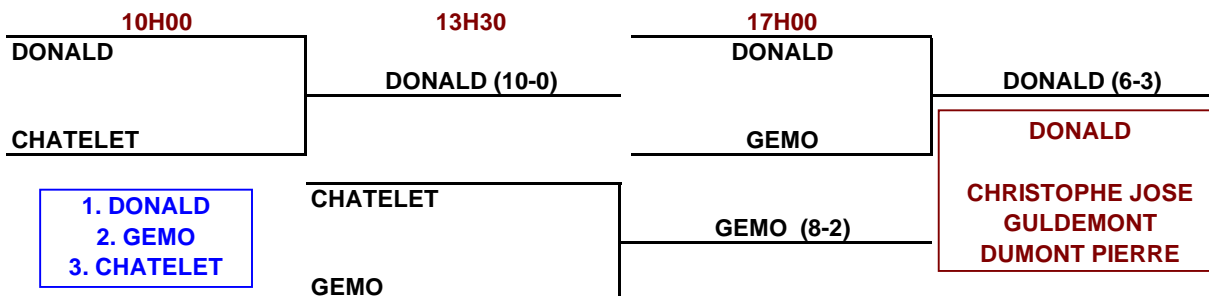 10H00 13H30 17H00
DONALD DONALD
DONALD (10-0) DONALD (6-3)
CHATELET GEMO
DONALD
CHATELET CHRISTOPHE JOSE
1. DONALD
2. GEMO GEMO (8-2) GULDEMONT
3. CHATELET DUMONT PIERRE
GEMO